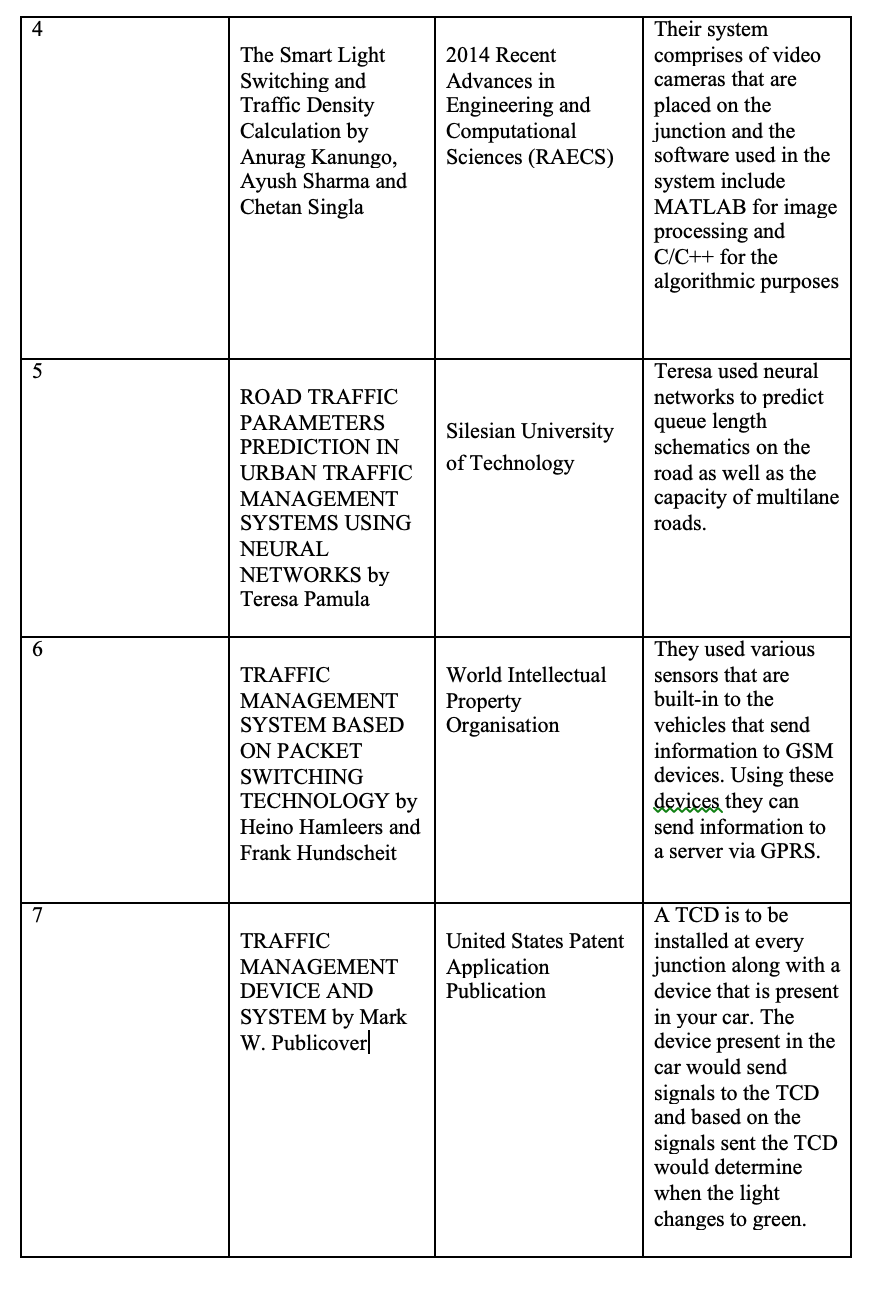 4
The Smart Light
Switching and
Traffic Density
Calculation by
Anurag Kanungo,
Ayush Sharma and
Chetan Singla
2014 Recent
Advances in
Engineering and
Computational
Sciences (RAECS)
Their system
comprises of video
cameras that are
placed on the
junction and the
software used in the
system include
MATLAB for image
processing and
C/C++ for the
algorithmic purposes
5
ROAD TRAFFIC
PARAMETERS
PREDICTION IN
URBAN TRAFFIC
MANAGEMENT
SYSTEMS USING
NEURAL
NETWORKS by
Teresa Pamula
Silesian University
of Technology
Teresa used neural
networks to predict
queue length
schematics on the
road as well as the
capacity of multilane
roads.
6
TRAFFIC
MANAGEMENT
SYSTEM BASED
ON PACKET
SWITCHING
TECHNOLOGY by
Heino Hamleers and
Frank Hundscheit
World Intellectual
Property
Organisation
They used various
sensors that are
built-in to the
vehicles that send
information to GSM
devices. Using these
devices they can
send information to
a server via GPRS.
7
TRAFFIC
MANAGEMENT
DEVICE AND
SYSTEM by Mark
W. Publicover
United States Patent
Application
Publication
A TCD is to be
installed at every
junction along with a
device that is present
in your car. The
device present in the
car would send
signals to the TCD
and based on the
signals sent the TCD
would determine
when the light
changes to green.